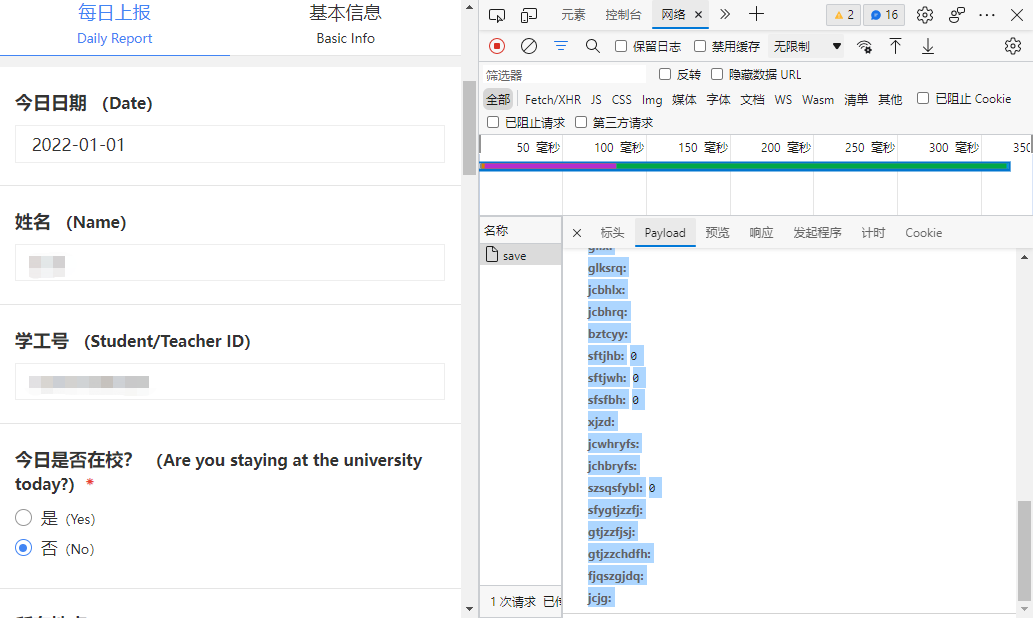 每日上报
Daily Report
基本信息
Basic Info
今日日期 （Date）
2022-01-01
姓名 （Name）
学工号 （Student/Teacher ID）
今日是否在校？ （Are you staying at the university
today?） *
是 (Yes)
否 (No)
元素 控制台 网络 2 16
保留日志 禁用缓存 无限制
筛选器 反转 隐藏数据 URL
全部 Fetch/XHR JS CSS Img 媒体 字体 文档 WS Wasm 清单 其他 已阻止 Cookie
已阻止请求 第三方请求
50 毫秒 100 毫秒 150 毫秒 200 毫秒 250 毫秒 300 毫秒 350
名称
save
标头 Payload 预览 响应 发起程序 计时 Cookie
glksrq:
jcbhlx:
jcbhrq:
bztcyy:
sftjhb: 0
sftjwh: 0
sfsfbh: 0
xjzd:
jcwhryfs:
jchbryfs:
szsqsfybl: 0
sfygtjzzfj:
gtjzzfjsj:
gtjzzchdfh:
fjqszgjdq:
jcjg:
1 次请求